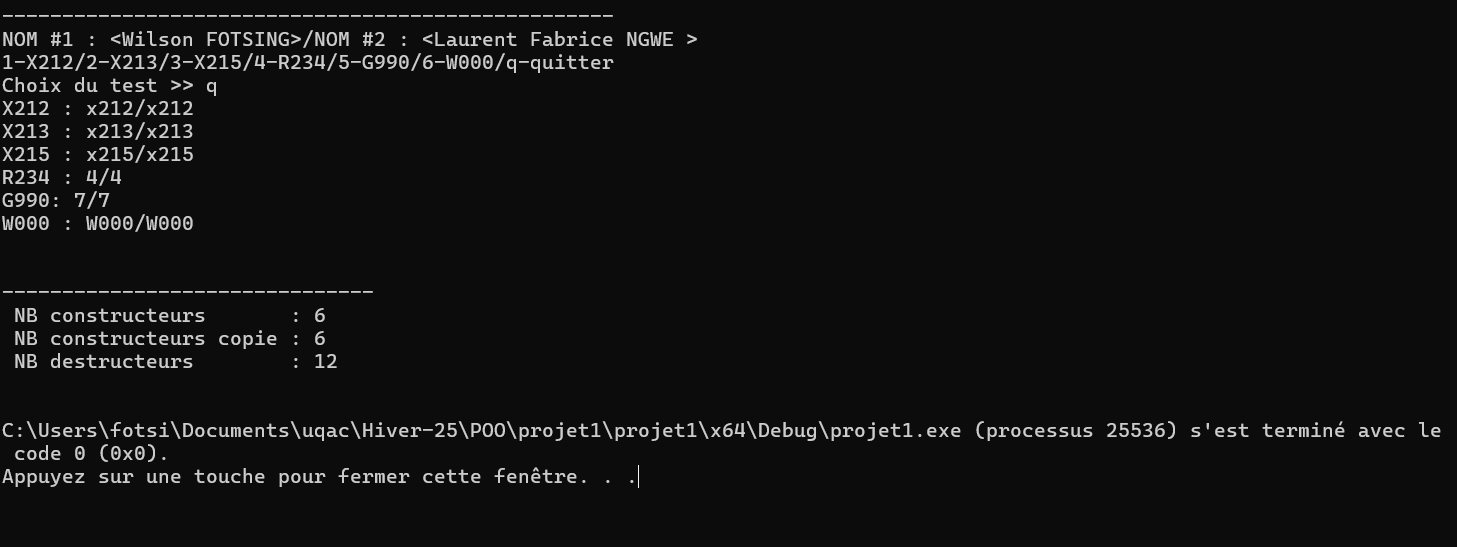 ---------------------------------------------------
NOM #1 : <Wilson FOTSING>/NOM #2 : <Laurent Fabrice NGWE >
1-X212/2-X213/3-X215/4-R234/5-G990/6-W000/q-quitter
Choix du test >> q
X212 : x212/x212
X213 : x213/x213
X215 : x215/x215
R234 : 4/4
G990: 7/7
W000 : W000/W000
-------------------------------
NB constructeurs       : 6
NB constructeurs copie : 6
NB destructeurs        : 12
C:\Users\fotsi\Documents\uqac\Hiver-25\POO\projet1\projet1\x64\Debug\projet1.exe (processus 25536) s'est terminé avec le
code 0 (0x0).
Appuyez sur une touche pour fermer cette fenêtre. . .